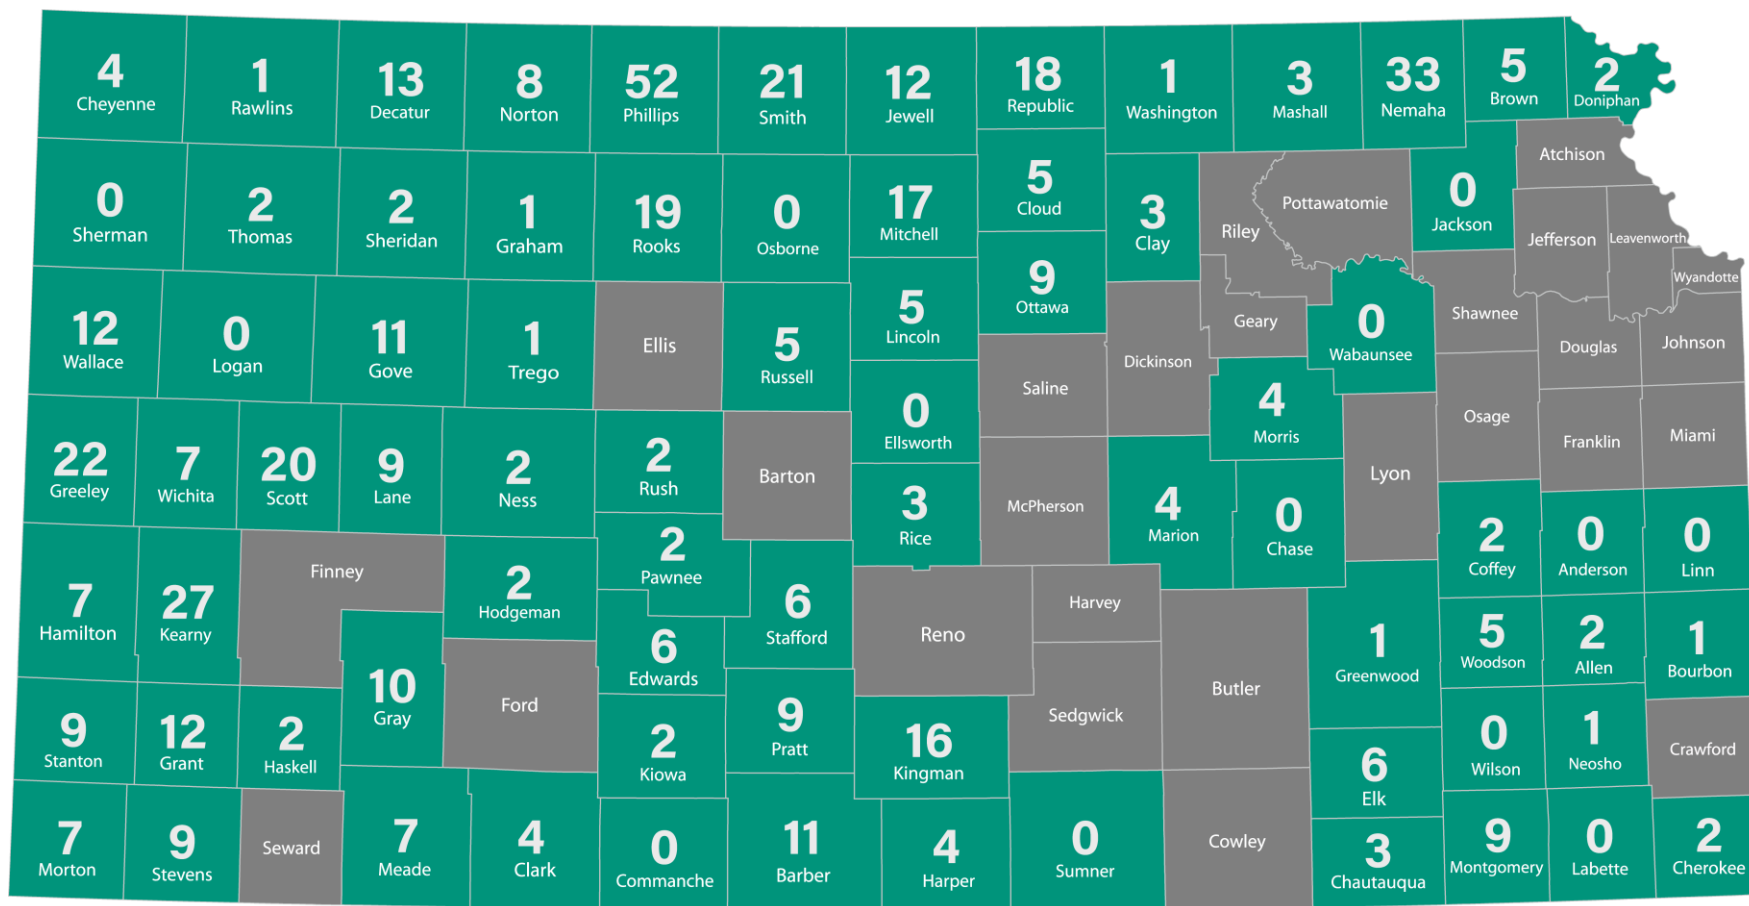 4
Cheyenne
1
Rawlins
13
Decatur
8
Norton
52
Phillips
21
Smith
12
Jewell
18
Republic
1
Washington
3
Mashall
33
Nemaha
5
Brown
2
Doniphan
Atchison
0
Sherman
2
Thomas
2
Sheridan
1
Graham
19
Rooks
0
Osborne
17
Mitchell
5
Cloud
3
Clay
Riley
Pottawatomie
0
Jackson
Jefferson
Leavenworth
Wyandotte
12
Wallace
0
Logan
11
Gove
1
Trego
Ellis
5
Russell
5
Lincoln
9
Ottawa
Saline
Dickinson
Geary
0
Wabaunsee
Shawnee
Douglas
Johnson
22
Greeley
7
Wichita
20
Scott
9
Lane
2
Ness
2
Rush
Barton
0
Ellsworth
3
Rice
McPherson
4
Marion
4
Morris
0
Chase
Lyon
Osage
Franklin
Miami
2
Coffey
0
Anderson
0
Linn
7
Hamilton
27
Kearny
Finney
2
Hodgeman
2
Pawnee
6
Stafford
6
Edwards
Reno
Harvey
Sedgwick
Butler
1
Greenwood
5
Woodson
2
Allen
1
Bourbon
9
Stanton
12
Grant
2
Haskell
10
Gray
Ford
2
Kiowa
9
Pratt
16
Kingman
6
Elk
0
Wilson
1
Neosho
Crawford
7
Morton
9
Stevens
Seward
7
Meade
4
Clark
0
Commanche
11
Barber
4
Harper
0
Sumner
Cowley
3
Chautauqua
9
Montgomery
0
Labette
2
Cherokee